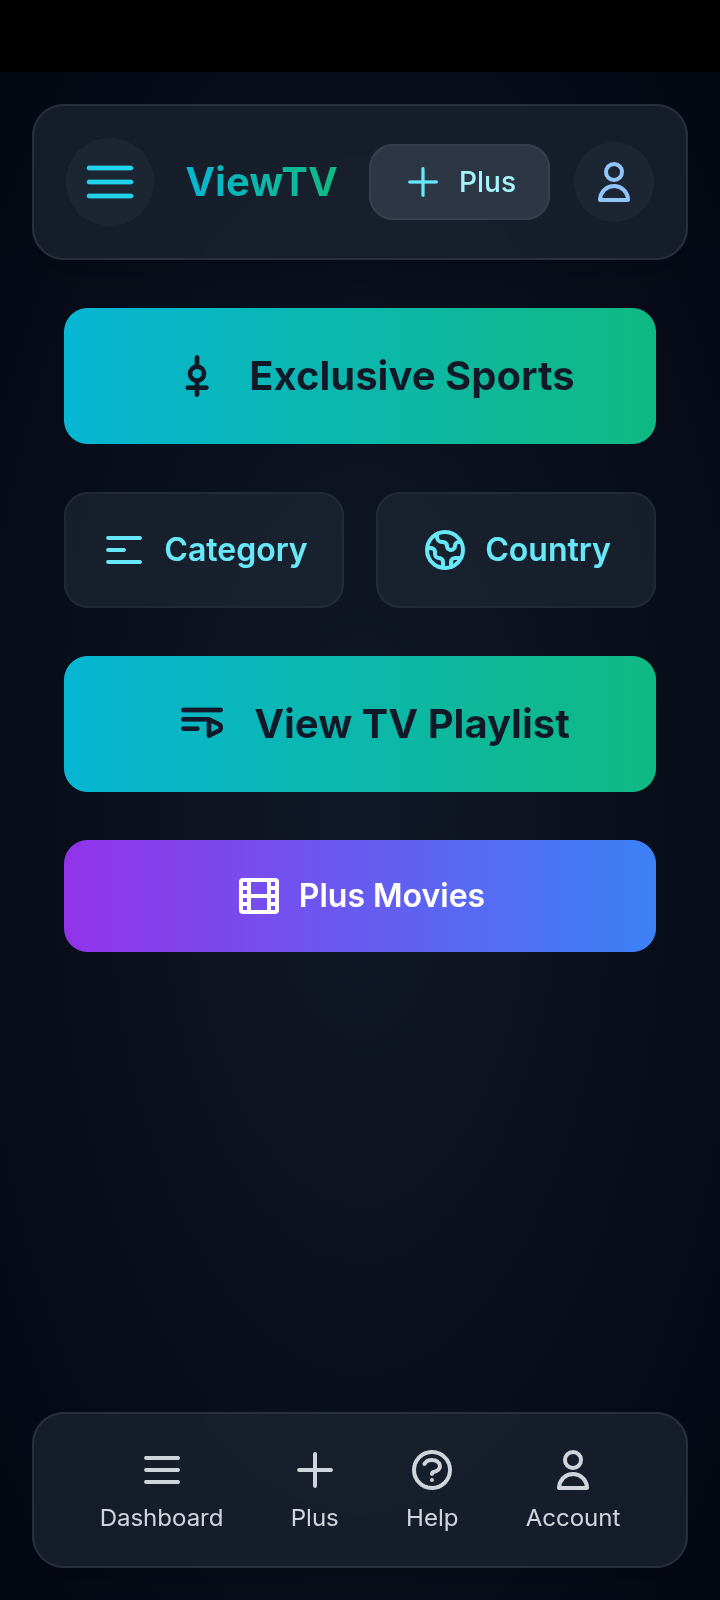 ViewTV
Plus
Exclusive Sports
Category
Country
View TV Playlist
Plus Movies
Dashboard
Plus
Help
Account